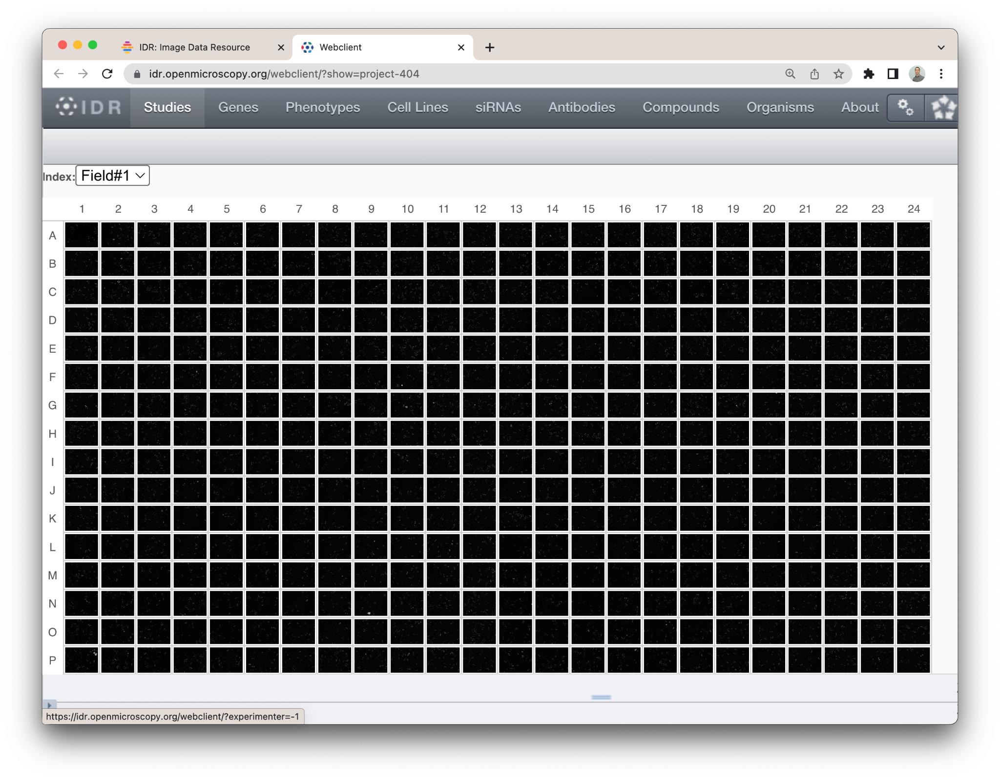 IDR: Image Data Resource
Webclient
idr.openmicroscopy.org/webclient/?show=project-404
IDR Studies Genes Phenotypes Cell Lines siRNAs Antibodies Compounds Organisms About
Index: Field#1
1 2 3 4 5 6 7 8 9 10 11 12 13 14 15 16 17 18 19 20 21 22 23 24
A
B
C
D
E
F
G
H
I
J
K
L
M
N
O
P
https://idr.openmicroscopy.org/webclient/?experimenter=-1